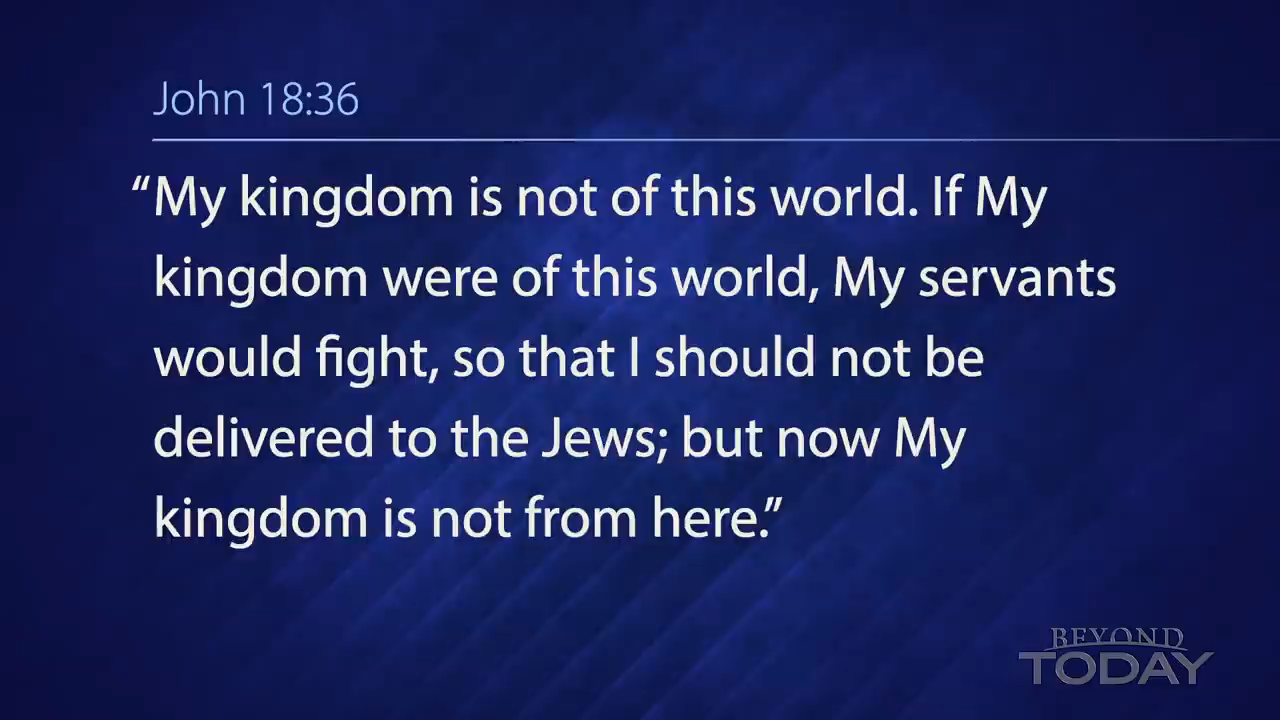 John 18:36
“My kingdom is not of this world. If My
kingdom were of this world, My servants
would fight, so that I should not be
delivered to the Jews; but now My
kingdom is not from here.”
BEYOND
TODAY